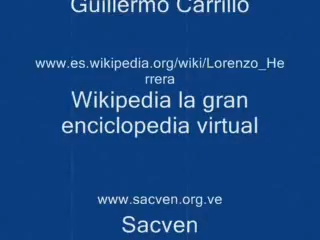 Guillermo Carrillo
www.es.wikipedia.org/wiki/Lorenzo_He
rrera
Wikipedia la gran
enciclopedia virtual
www.sacven.org.ve
Sacven